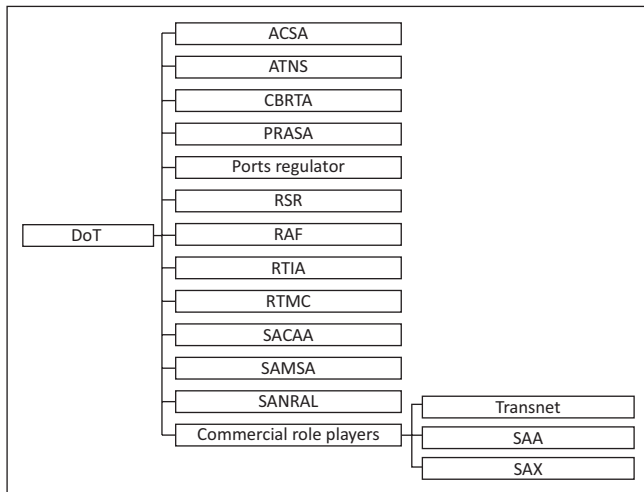 ACSA
ATNS
CBRTA
PRASA
Ports regulator
RSR
DoT
RAF
RTIA
RTMC
SACAA
SAMSA
SANRAL
Transnet
Commercial role players
SAA
SAX